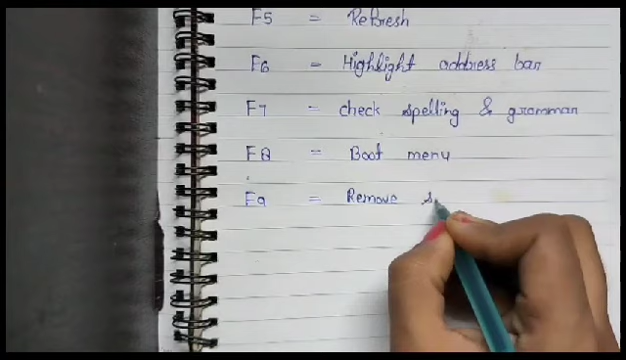 F5 = Refresh
F6 = Highlight address bar
F7 = check spelling & grammar
F8 = Boot menu
F9 = Remove s